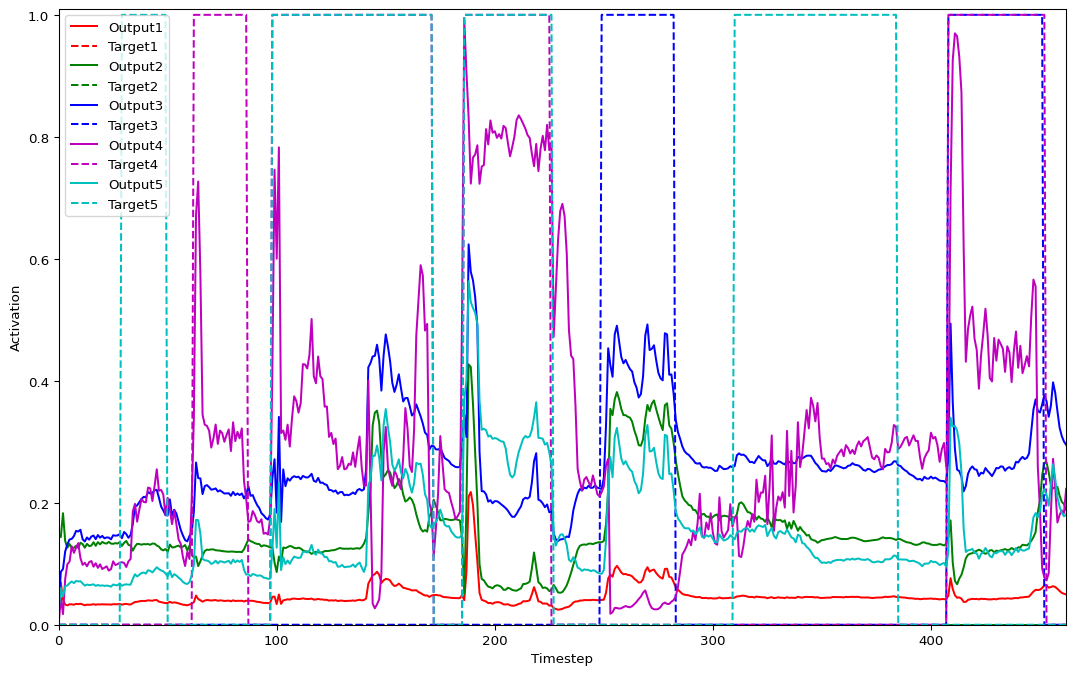 1.0
0.8
0.6
0.4
0.2
0.0
Activation
Output1
Target1
Output2
Target2
Output3
Target3
Output4
Target4
Output5
Target5
0
100
200
300
400
Timestep